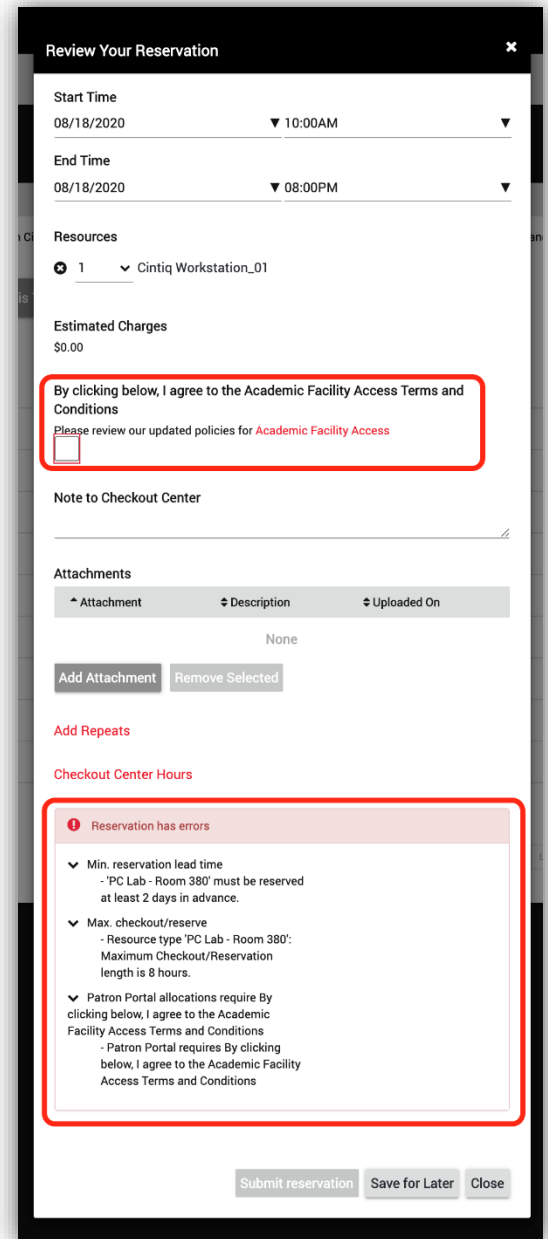 Review Your Reservation
Start Time
08/18/2020 10:00AM
End Time
08/18/2020 08:00PM
Resources
1 Cintiq Workstation_01
Estimated Charges
$0.00
By clicking below, I agree to the Academic Facility Access Terms and
Conditions
Please review our updated policies for Academic Facility Access
Note to Checkout Center
Attachments
Attachment Description Uploaded On
None
Add Attachment Remove Selected
Add Repeats
Checkout Center Hours
Reservation has errors
Min. reservation lead time
- 'PC Lab - Room 380' must be reserved
at least 2 days in advance.
Max. checkout/reserve
- Resource type 'PC Lab - Room 380':
Maximum Checkout/Reservation
length is 8 hours.
Patron Portal allocations require By
clicking below, I agree to the Academic
Facility Access Terms and Conditions
- Patron Portal requires By clicking
below, I agree to the Academic Facility
Access Terms and Conditions
Submit reservation Save for Later Close